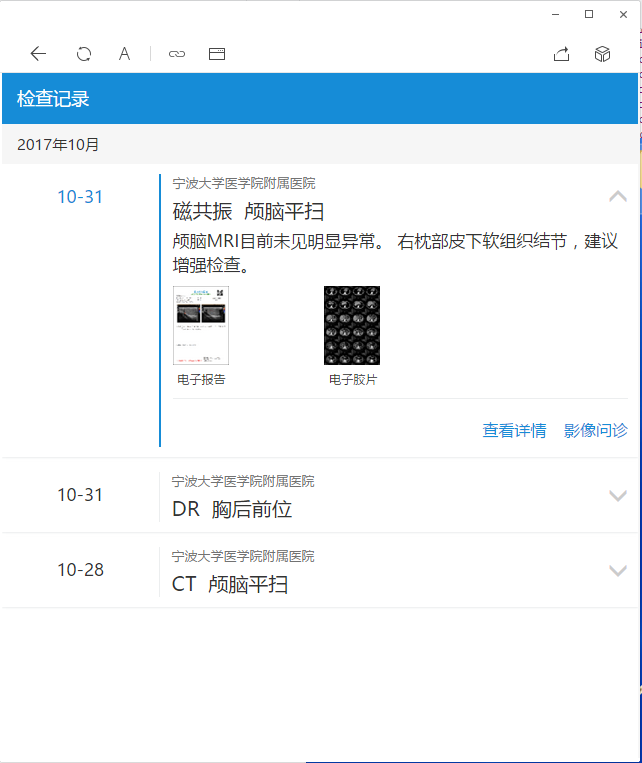 A
检查记录
2017年10月
10-31
宁波大学医学院附属医院
磁共振 颅脑平扫
颅脑MRI目前未见明显异常。 右枕部皮下软组织结节，建议
增强检查。
电子报告 电子胶片
查看详情 影像问诊
10-31
宁波大学医学院附属医院
DR 胸后前位
10-28
宁波大学医学院附属医院
CT 颅脑平扫